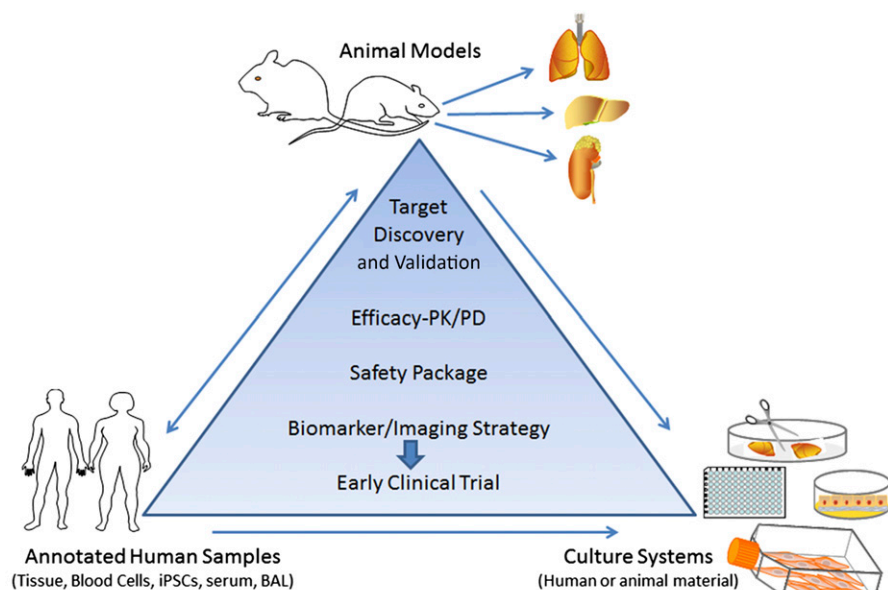 Animal Models
Target
Discovery
and Validation
Efficacy-PK/PD
Safety Package
Biomarker/Imaging Strategy
Early Clinical Trial
Annotated Human Samples
(Tissue, Blood Cells, iPSCs, serum, BAL)
Culture Systems
(Human or animal material)